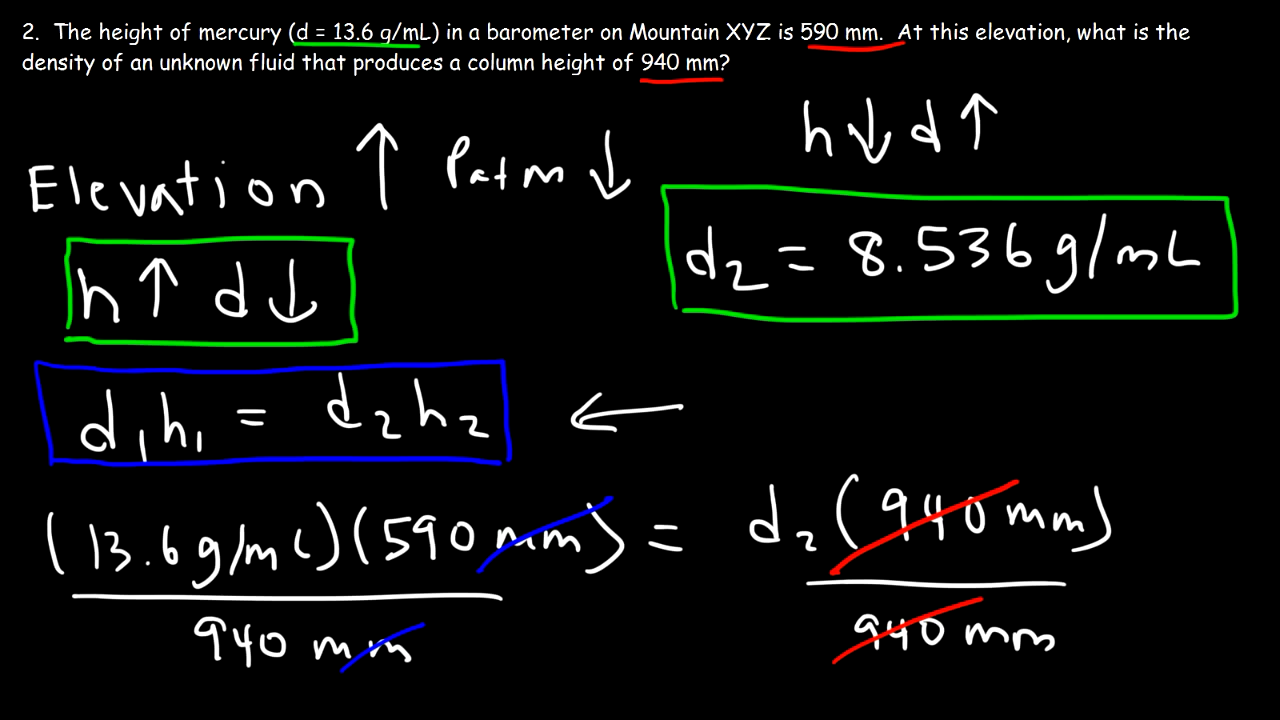 2. The height of mercury (d = 13.6 g/mL) in a barometer on Mountain XYZ is 590 mm. At this elevation, what is the
density of an unknown fluid that produces a column height of 940 mm?
h↓ d↑
Elevation ↑ Patm ↓
d₂ = 8.536 g/mL
h↑ d↓
d₁h₁ = d₂h₂ ←
(13.6 g/mL)(590 mm) = d₂(940 mm)
940 mm 940 mm